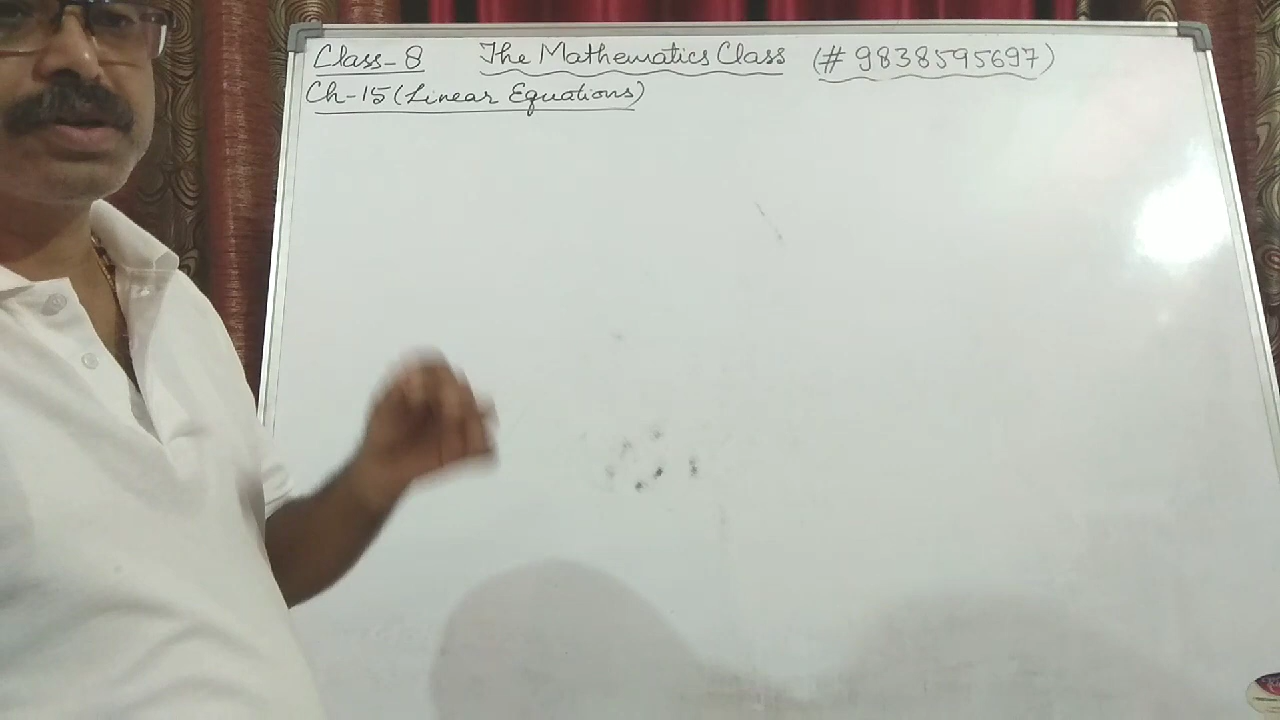 Class-8 The Mathematics Class (# 9838595697)
Ch-15 (Linear Equations)